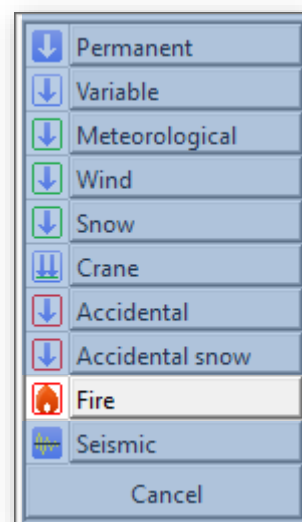 Permanent
Variable
Meteorological
Wind
Snow
Crane
Accidental
Accidental snow
Fire
Seismic
Cancel